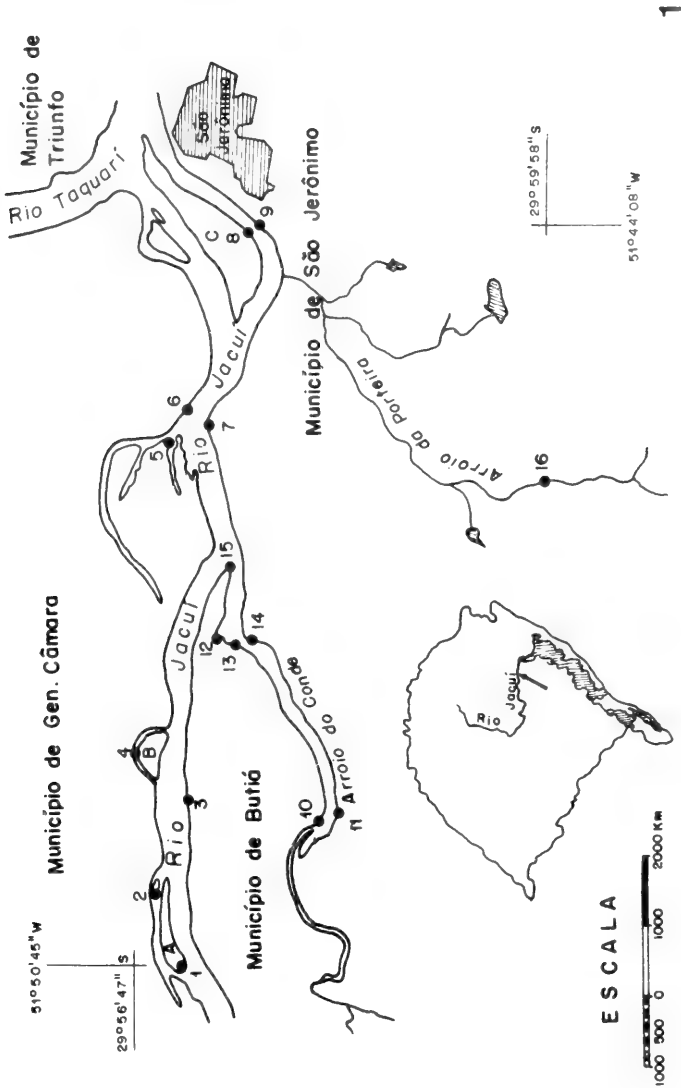 Município de
Triunfo
Rio Taquari
São
Jerônimo
Município de Gen. Câmara
51°50'45"W
29°56'47"S
Rio
Jacuí
Rio
Jacuí
A
B
C
1
2
3
4
5
6
7
8
9
10
11
12
13
14
15
16
Município de São Jerônimo
Município de Butiá
Arroio do Conde
Arroio da Porteira
29°59'58"S
51°44'08"W
Rio
Jacuí
ESCALA
1000 500 0 1000 2000 Km
1